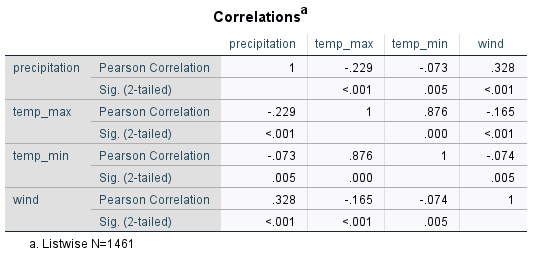 Correlationsa
precipitation temp_max temp_min wind
precipitation Pearson Correlation 1 -.229 -.073 .328
Sig. (2-tailed) <.001 .005 <.001
temp_max Pearson Correlation -.229 1 .876 -.165
Sig. (2-tailed) <.001 .000 <.001
temp_min Pearson Correlation -.073 .876 1 -.074
Sig. (2-tailed) .005 .000 .005
wind Pearson Correlation .328 -.165 -.074 1
Sig. (2-tailed) <.001 <.001 .005
a. Listwise N=1461